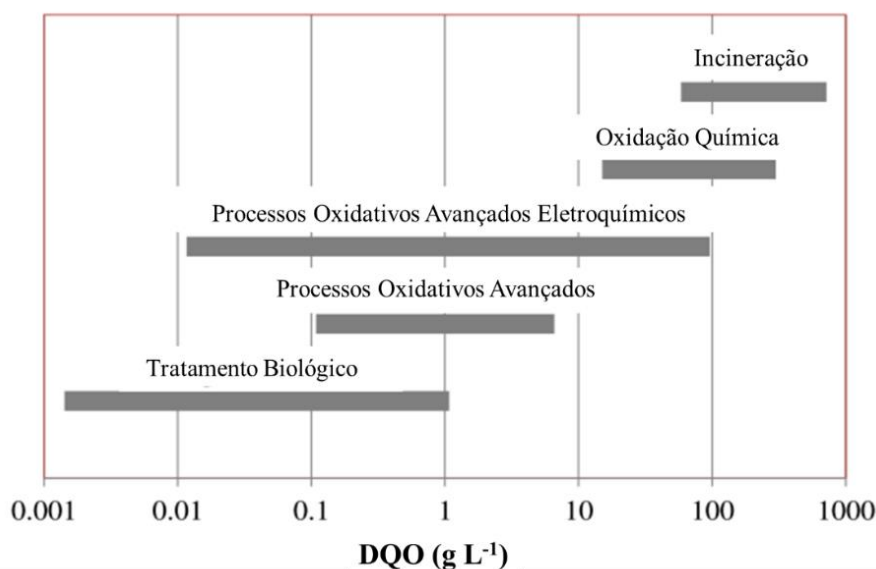 Incineração
Oxidação Química
Processos Oxidativos Avançados Eletroquímicos
Processos Oxidativos Avançados
Tratamento Biológico
0.001 0.01 0.1 1 10 100 1000
DQO (g L⁻¹)